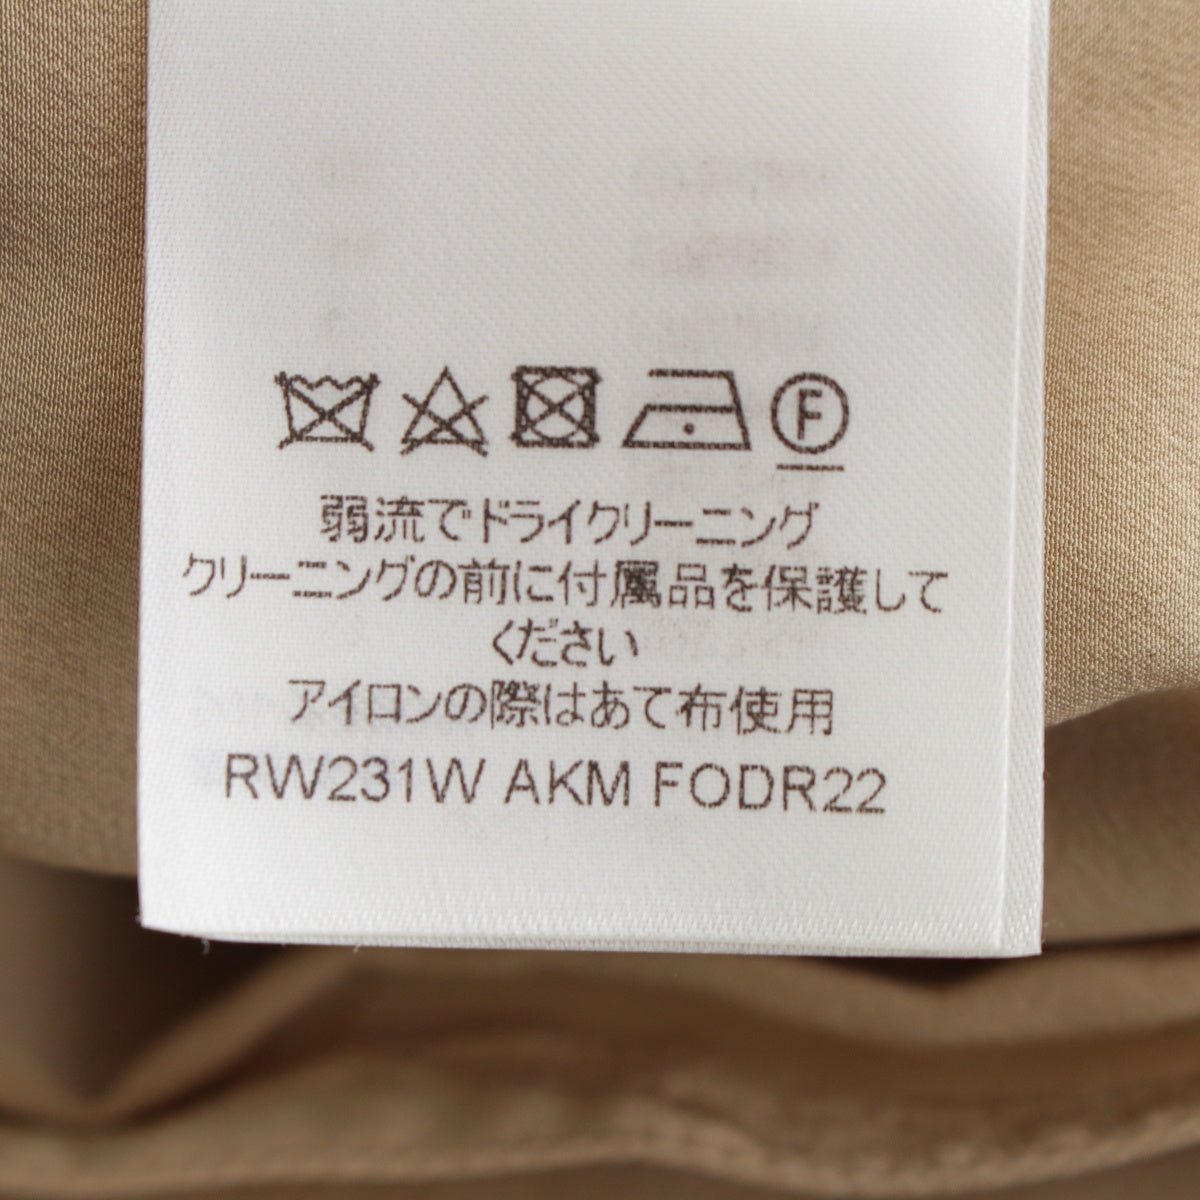 F
弱流でドライクリーニング
クリーニングの前に付属品を保護して
ください
アイロンの際はあて布使用
RW231W AKM FODR22